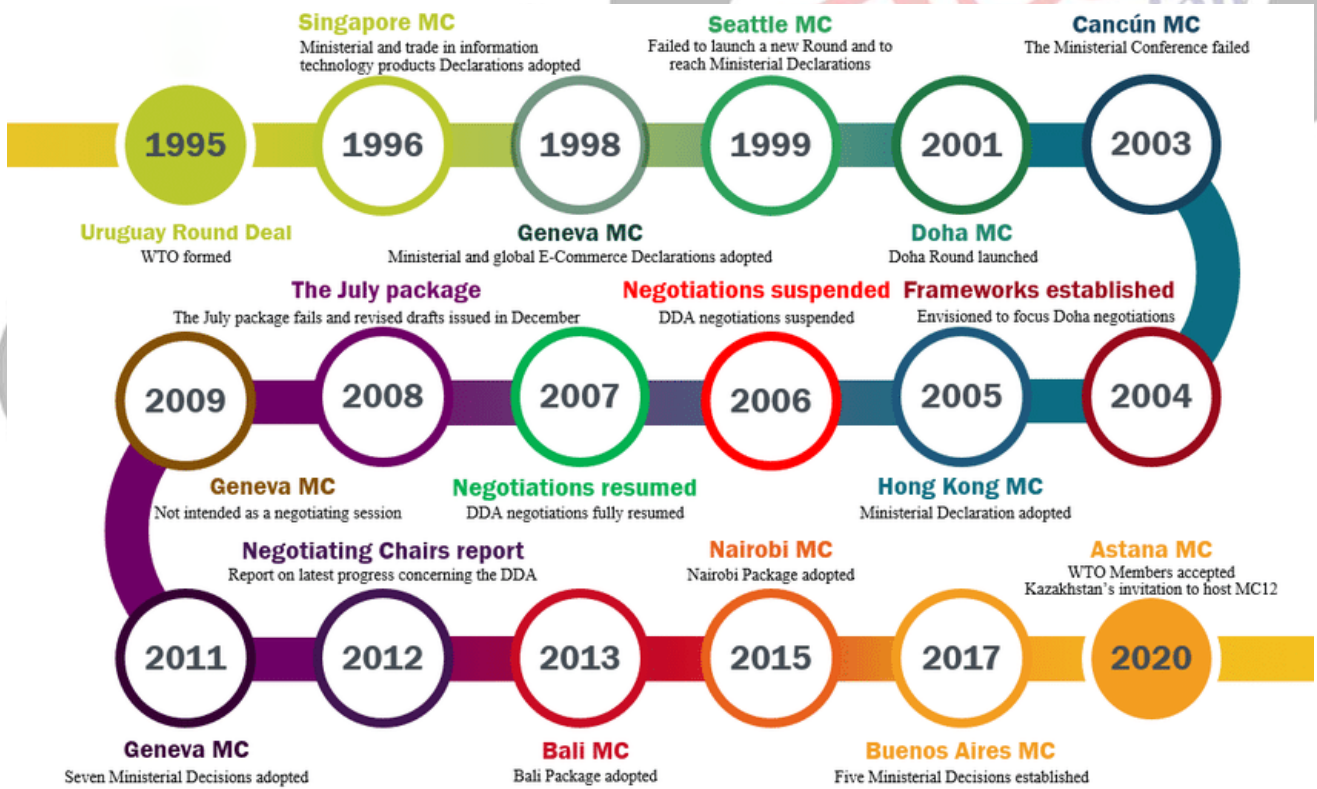 Singapore MC
Ministerial and trade in information
technology products Declarations adopted
Seattle MC
Failed to launch a new Round and to
reach Ministerial Declarations
Cancún MC
The Ministerial Conference failed
1995
1996
1998
1999
2001
2003
Uruguay Round Deal
WTO formed
Geneva MC
Ministerial and global E-Commerce Declarations adopted
Doha MC
Doha Round launched
The July package
The July package fails and revised drafts issued in December
Negotiations suspended
DDA negotiations suspended
Frameworks established
Envisioned to focus Doha negotiations
2009
2008
2007
2006
2005
2004
Geneva MC
Not intended as a negotiating session
Negotiations resumed
DDA negotiations fully resumed
Hong Kong MC
Ministerial Declaration adopted
Negotiating Chairs report
Report on latest progress concerning the DDA
Nairobi MC
Nairobi Package adopted
Astana MC
WTO Members accepted
Kazakhstan's invitation to host MC12
2011
2012
2013
2015
2017
2020
Geneva MC
Seven Ministerial Decisions adopted
Bali MC
Bali Package adopted
Buenos Aires MC
Five Ministerial Decisions established